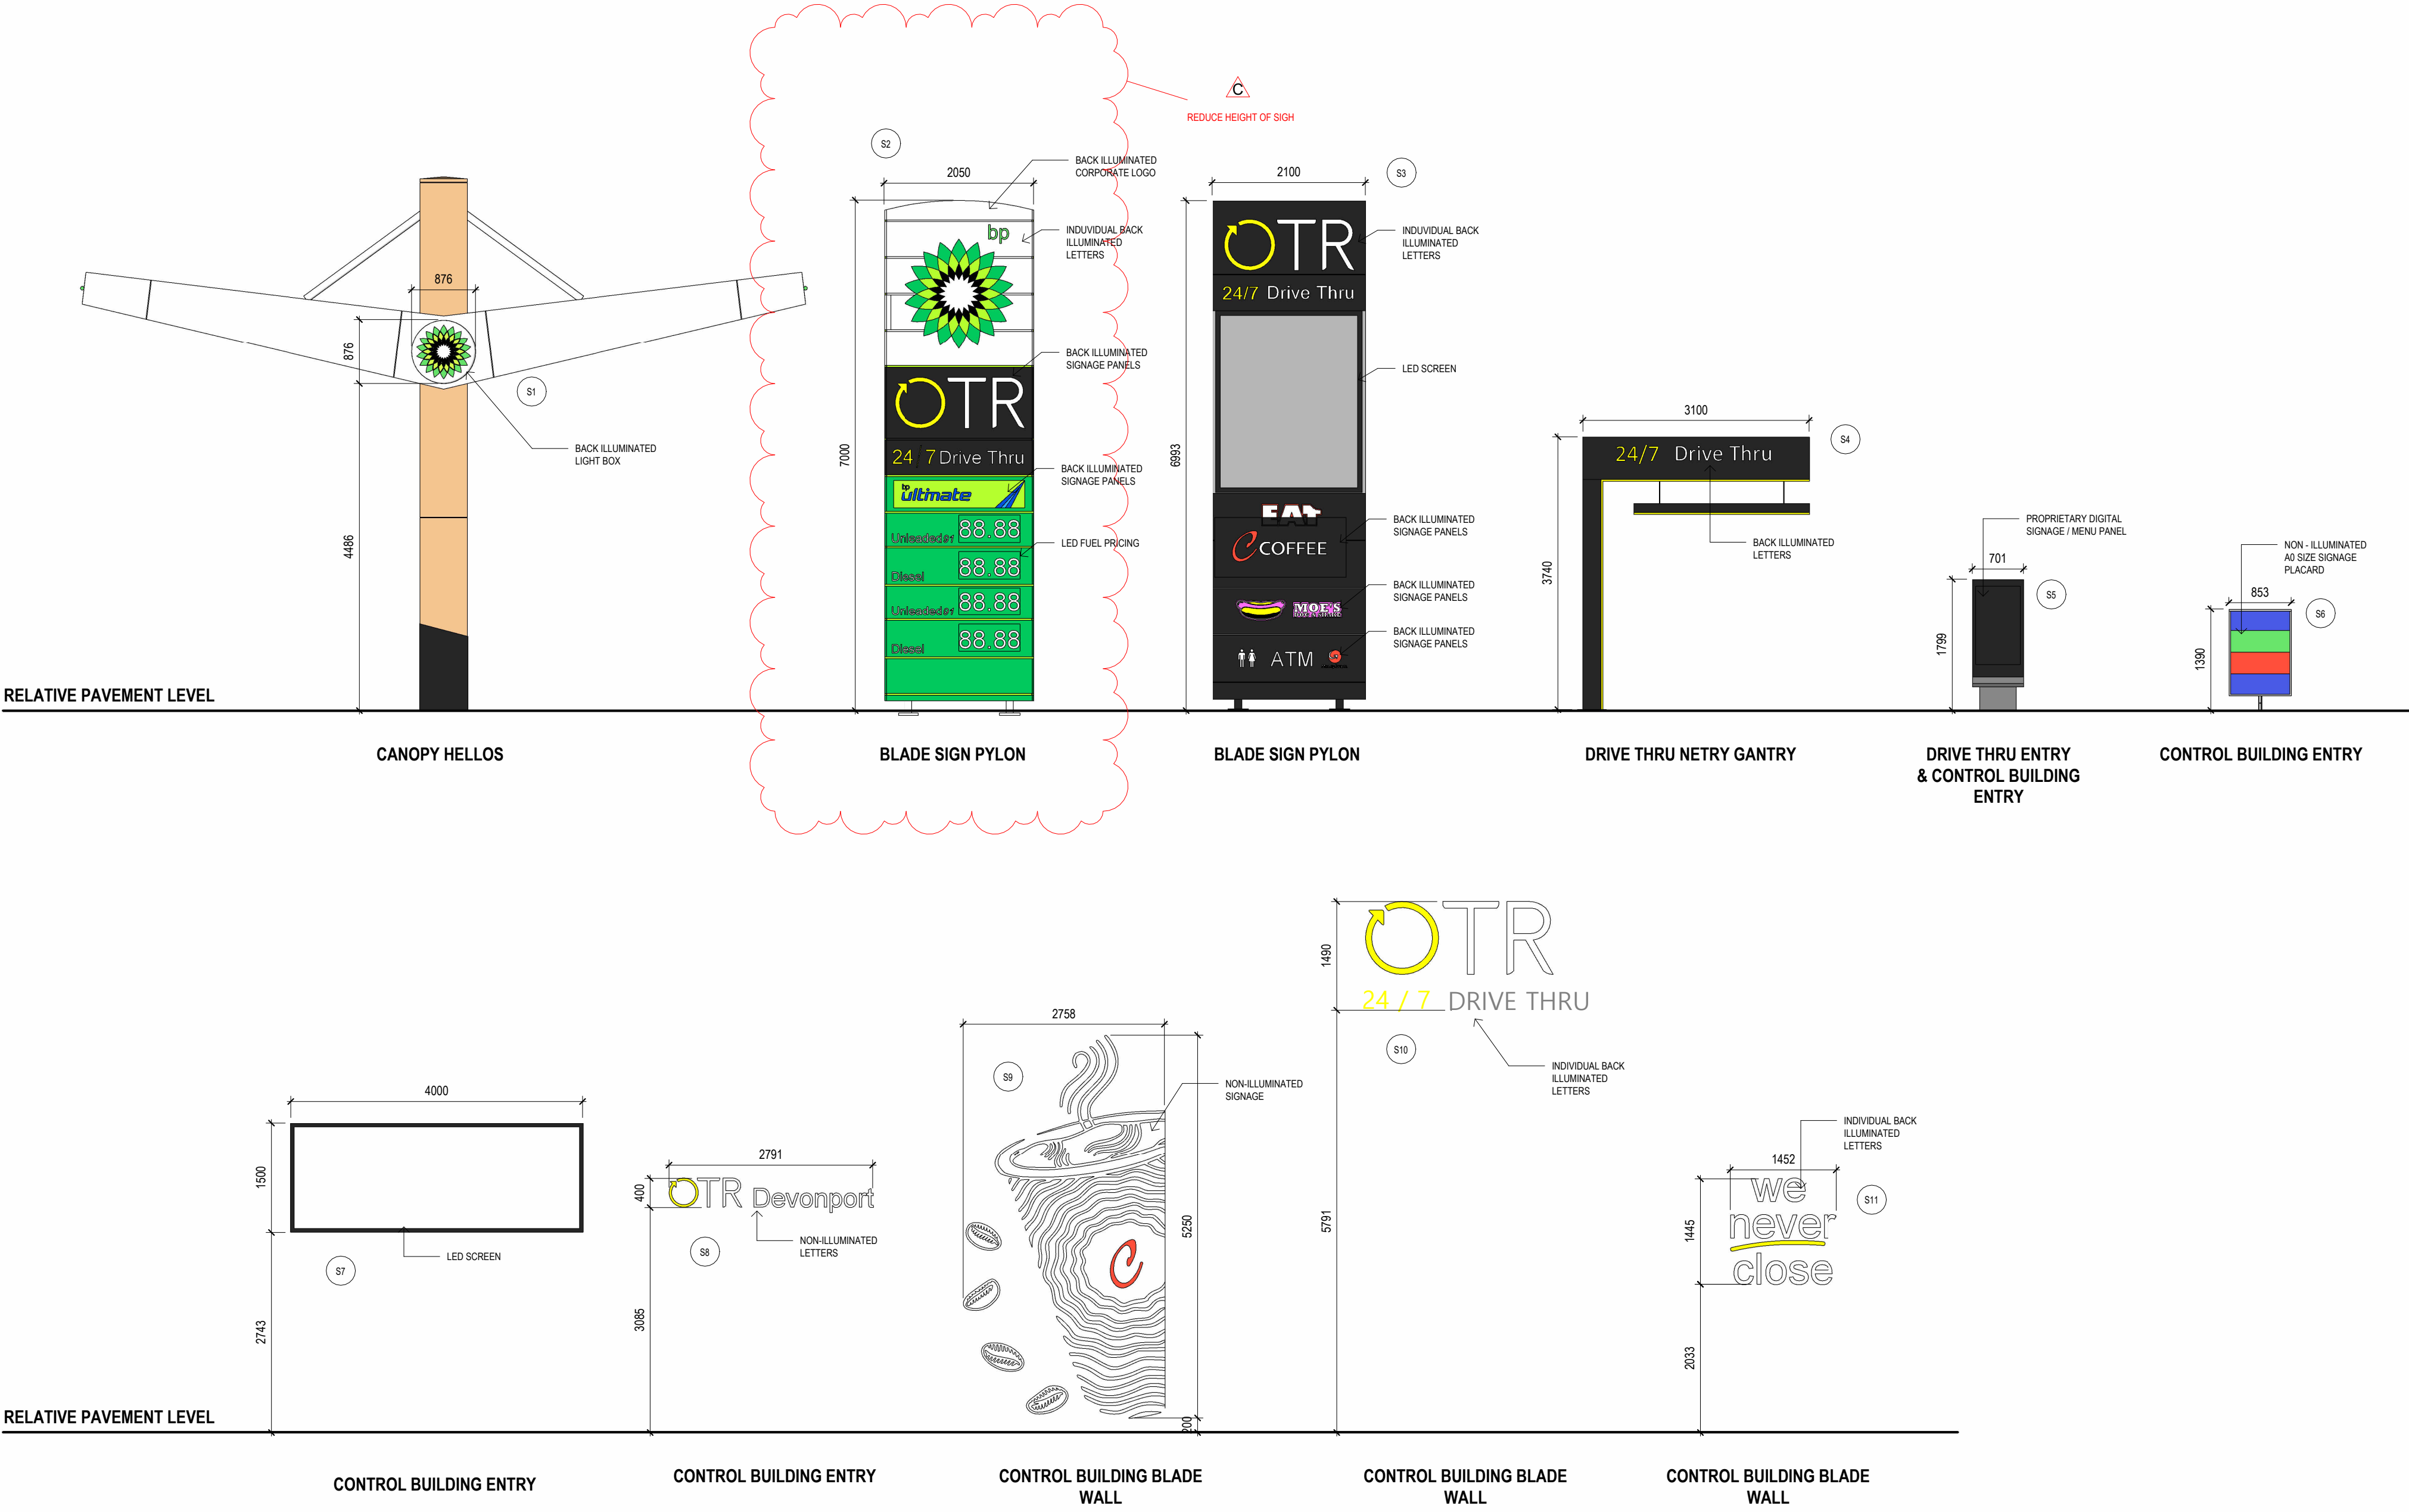 C
REDUCE HEIGHT OF SIGH
S2
2050
BACK ILLUMINATED
CORPORATE LOGO
bp
INDUVIDUAL BACK
ILLUMINATED
LETTERS
BACK ILLUMINATED
SIGNAGE PANELS
OTR
24/7 Drive Thru
BACK ILLUMINATED
SIGNAGE PANELS
bp
ultimate
Unleaded91 88.88
LED FUEL PRICING
Diesel 88.88
Unleaded91 88.88
Diesel 88.88
7000
BLADE SIGN PYLON
876
876
S1
BACK ILLUMINATED
LIGHT BOX
4486
RELATIVE PAVEMENT LEVEL
CANOPY HELLOS
2100
S3
OTR
INDUVIDUAL BACK
ILLUMINATED
LETTERS
24/7 Drive Thru
LED SCREEN
6993
EAT
C COFFEE
BACK ILLUMINATED
SIGNAGE PANELS
MOE'S
BACK ILLUMINATED
SIGNAGE PANELS
ATM
BACK ILLUMINATED
SIGNAGE PANELS
BLADE SIGN PYLON
3100
S4
24/7 Drive Thru
BACK ILLUMINATED
LETTERS
3740
DRIVE THRU NETRY GANTRY
PROPRIETARY DIGITAL
SIGNAGE / MENU PANEL
701
S5
1799
DRIVE THRU ENTRY
& CONTROL BUILDING
ENTRY
NON - ILLUMINATED
A0 SIZE SIGNAGE
PLACARD
853
S6
1390
CONTROL BUILDING ENTRY
4000
1500
LED SCREEN
S7
2743
RELATIVE PAVEMENT LEVEL
CONTROL BUILDING ENTRY
2791
400
OTR Devonport
NON-ILLUMINATED
LETTERS
S8
3085
CONTROL BUILDING ENTRY
2758
S9
NON-ILLUMINATED
SIGNAGE
C
5250
200
CONTROL BUILDING BLADE
WALL
1490
OTR
24 / 7 DRIVE THRU
S10
INDIVIDUAL BACK
ILLUMINATED
LETTERS
5791
CONTROL BUILDING BLADE
WALL
INDIVIDUAL BACK
ILLUMINATED
LETTERS
1452
S11
we
never
close
1445
2033
CONTROL BUILDING BLADE
WALL